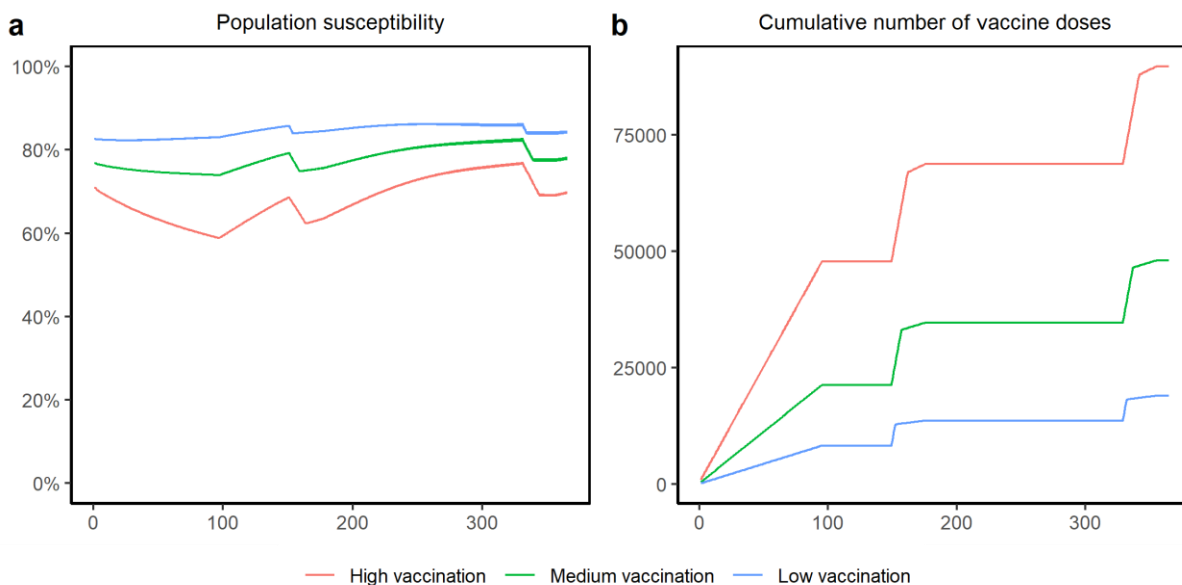 a
Population susceptibility
100%
80%
60%
40%
20%
0%
0 100 200 300
b
Cumulative number of vaccine doses
75000
50000
25000
0
0 100 200 300
High vaccination Medium vaccination Low vaccination